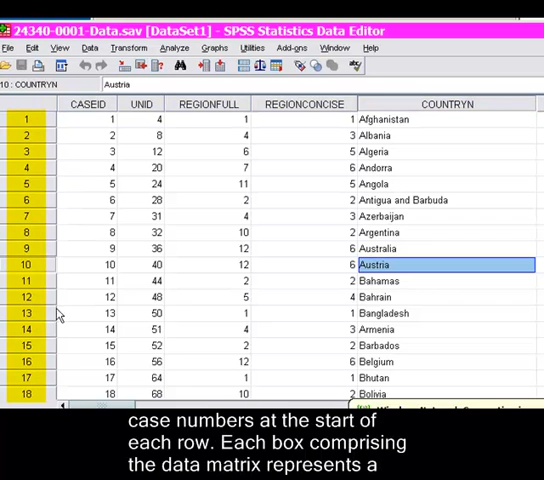 24340-0001-Data.sav [DataSet1] - SPSS Statistics Data Editor
File Edit View Data Transform Analyze Graphs Utilities Add-ons Window Help
10 : COUNTRYN Austria
CASEID UNID REGIONFULL REGIONCONCISE COUNTRYN
1 1 4 1 1 Afghanistan
2 2 8 4 3 Albania
3 3 12 6 5 Algeria
4 4 20 7 6 Andorra
5 5 24 11 5 Angola
6 6 28 2 2 Antigua and Barbuda
7 7 31 4 3 Azerbaijan
8 8 32 10 2 Argentina
9 9 36 12 6 Australia
10 10 40 12 6 Austria
11 11 44 2 2 Bahamas
12 12 48 5 4 Bahrain
13 13 50 1 1 Bangladesh
14 14 51 4 3 Armenia
15 15 52 2 2 Barbados
16 16 56 12 6 Belgium
17 17 64 1 1 Bhutan
18 18 68 10 2 Bolivia
case numbers at the start of
each row. Each box comprising
the data matrix represents a